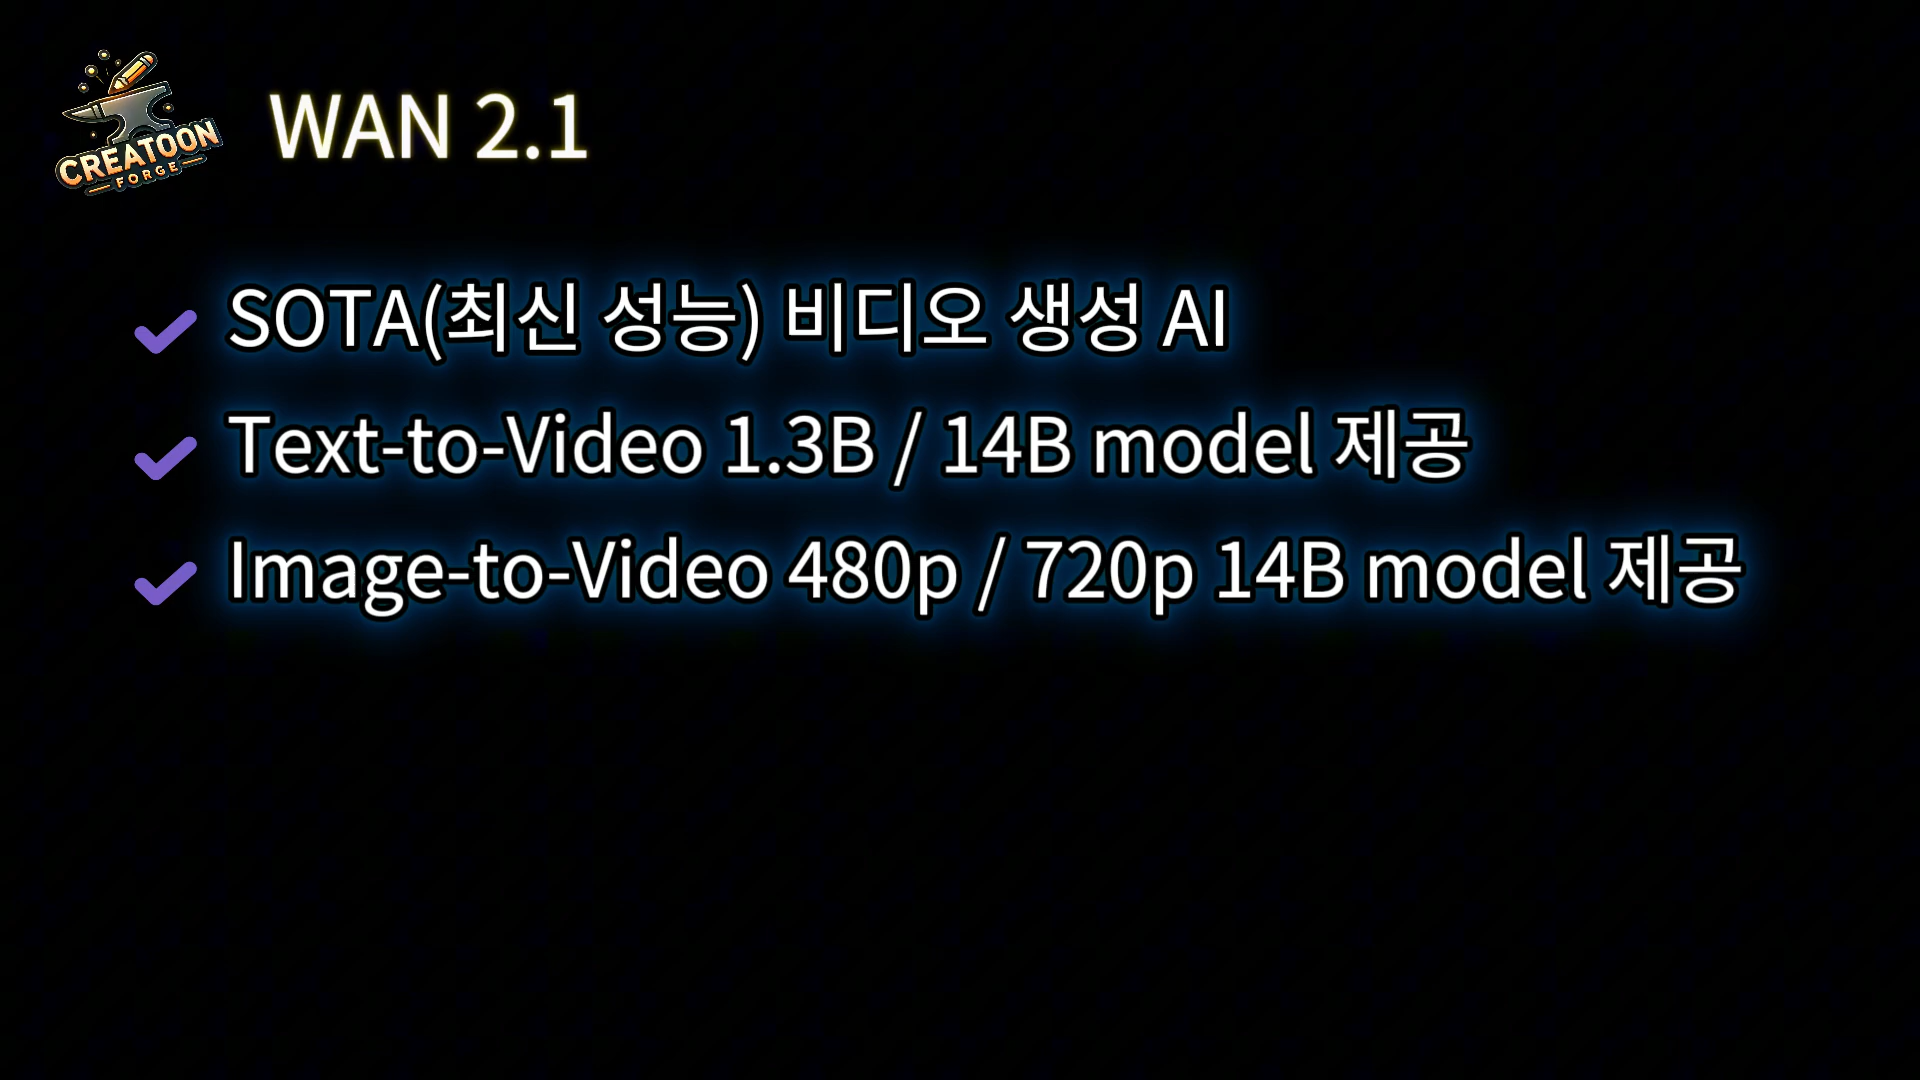 CREATOON
FORGE
WAN 2.1
SOTA(최신 성능) 비디오 생성 AI
Text-to-Video 1.3B / 14B model 제공
Image-to-Video 480p / 720p 14B model 제공